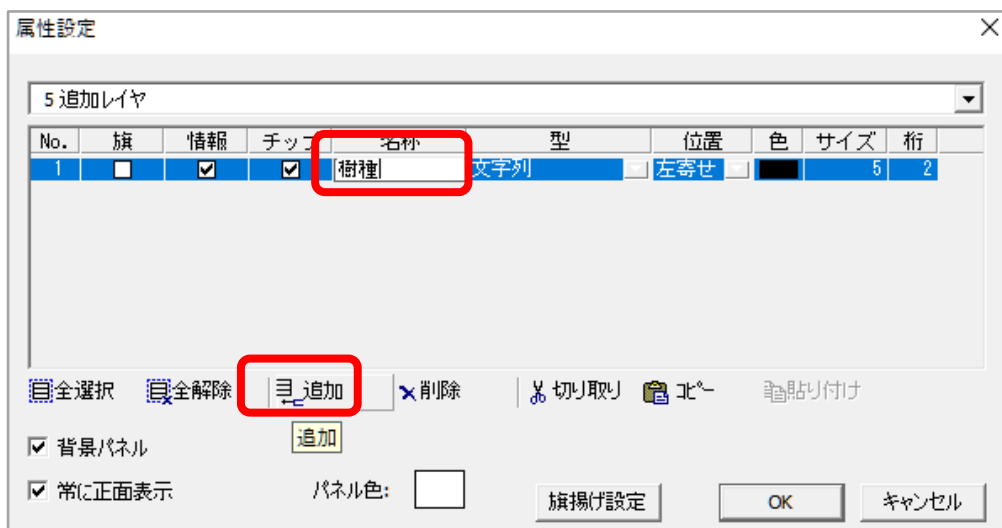 属性設定
5 追加レイヤ
No. 旗 情報 チップ 名称 型 位置 色 サイズ 桁
1 樹種 文字列 左寄せ 5 2
全選択 全解除 追加 削除 切り取り コピー 貼り付け
追加
背景パネル
常に正面表示 パネル色: 旗揚げ設定 OK キャンセル